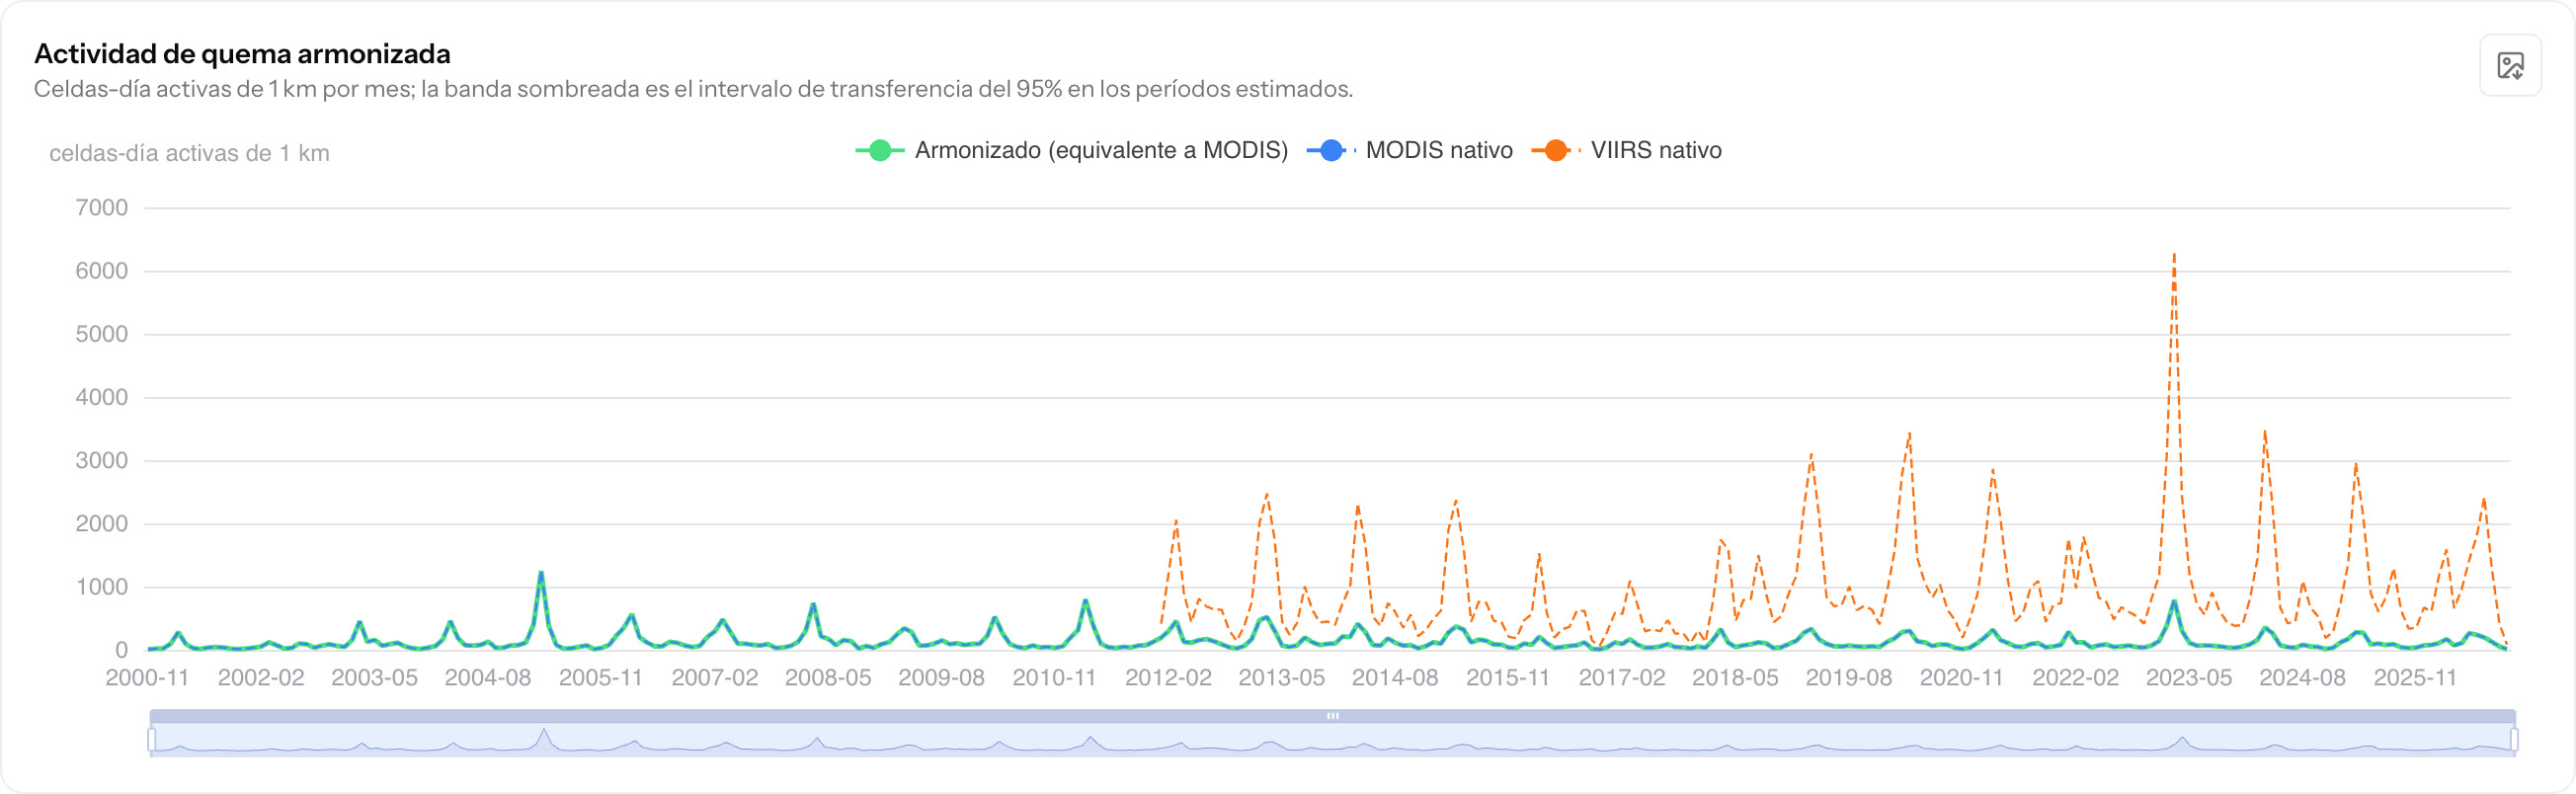 Actividad de quema armonizada
Celdas-día activas de 1 km por mes; la banda sombreada es el intervalo de transferencia del 95% en los períodos estimados.
celdas-día activas de 1 km
Armonizado (equivalente a MODIS) MODIS nativo VIIRS nativo
7000
6000
5000
4000
3000
2000
1000
0
2000-11 2002-02 2003-05 2004-08 2005-11 2007-02 2008-05 2009-08 2010-11 2012-02 2013-05 2014-08 2015-11 2017-02 2018-05 2019-08 2020-11 2022-02 2023-05 2024-08 2025-11